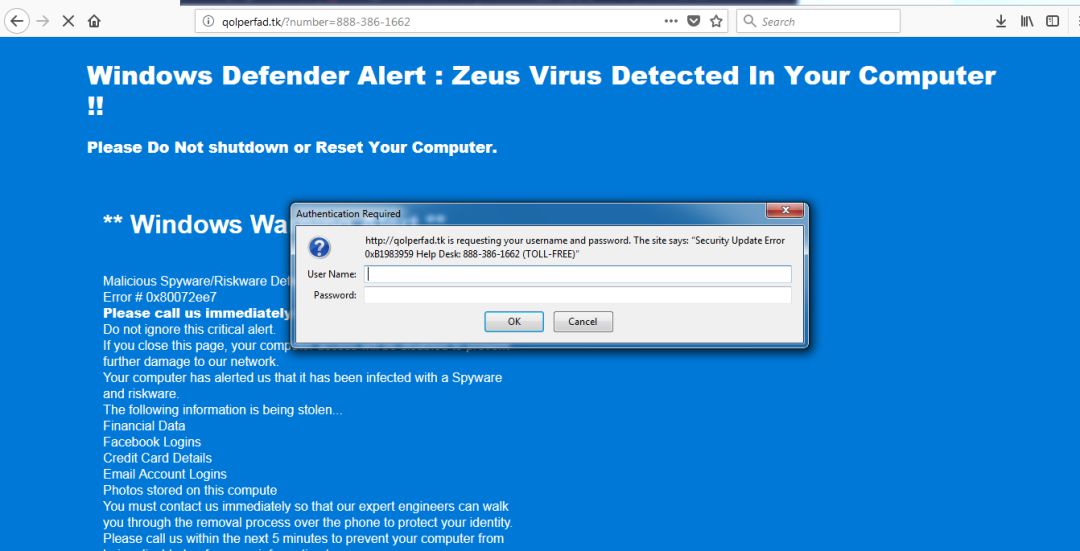 qolperfad.tk/?number=888-386-1662
Search
Windows Defender Alert : Zeus Virus Detected In Your Computer
!!
Please Do Not shutdown or Reset Your Computer.
** Windows Wa **
Authentication Required
http://qolperfad.tk is requesting your username and password. The site says: "Security Update Error
0xB1983959 Help Desk: 888-386-1662 (TOLL-FREE)"
User Name:
Password:
OK
Cancel
Malicious Spyware/Riskware Det
Error # 0x80072ee7
Please call us immediately
Do not ignore this critical alert.
If you close this page, your comp
further damage to our network.
Your computer has alerted us that it has been infected with a Spyware
and riskware.
The following information is being stolen...
Financial Data
Facebook Logins
Credit Card Details
Email Account Logins
Photos stored on this compute
You must contact us immediately so that our expert engineers can walk
you through the removal process over the phone to protect your identity.
Please call us within the next 5 minutes to prevent your computer from